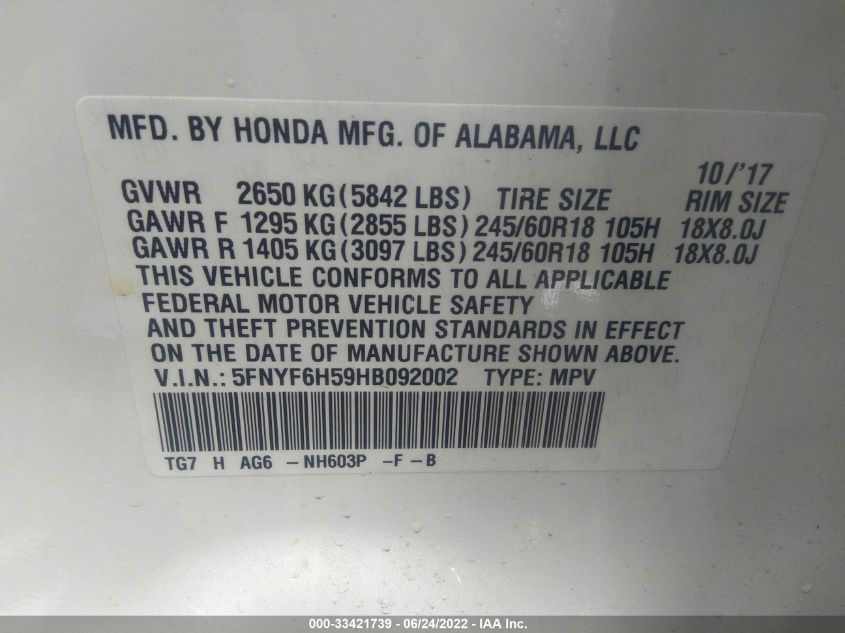 MFD. BY HONDA MFG. OF ALABAMA, LLC
10/'17
GVWR 2650 KG(5842 LBS) TIRE SIZE RIM SIZE
GAWR F 1295 KG(2855 LBS)245/60R18 105H 18X8.0J
GAWR R 1405 KG(3097 LBS)245/60R18 105H 18X8.0J
THIS VEHICLE CONFORMS TO ALL APPLICABLE
FEDERAL MOTOR VEHICLE SAFETY
AND THEFT PREVENTION STANDARDS IN EFFECT
ON THE DATE OF MANUFACTURE SHOWN ABOVE.
V.I.N.: 5FNYF6H59HB092002 TYPE: MPV
TG7 H AG6 -NH603P -F-B
000-33421739 - 06/24/2022 - IAA Inc.